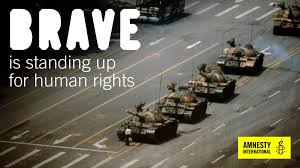 BRAVE
is standing up
for human rights
AMNESTY
INTERNATIONAL